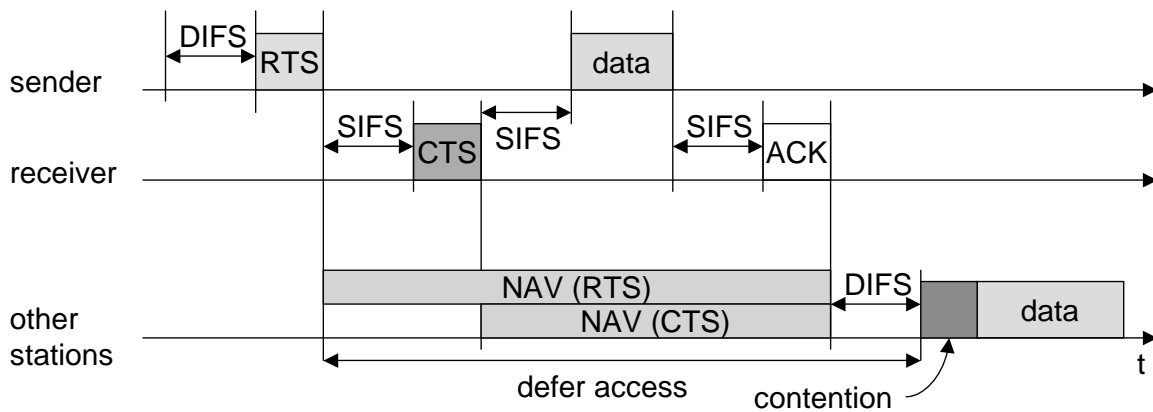 DIFS
RTS
data
sender
SIFS
CTS
SIFS
SIFS
ACK
receiver
NAV (RTS)
DIFS
NAV (CTS)
data
other
stations
t
defer access
contention